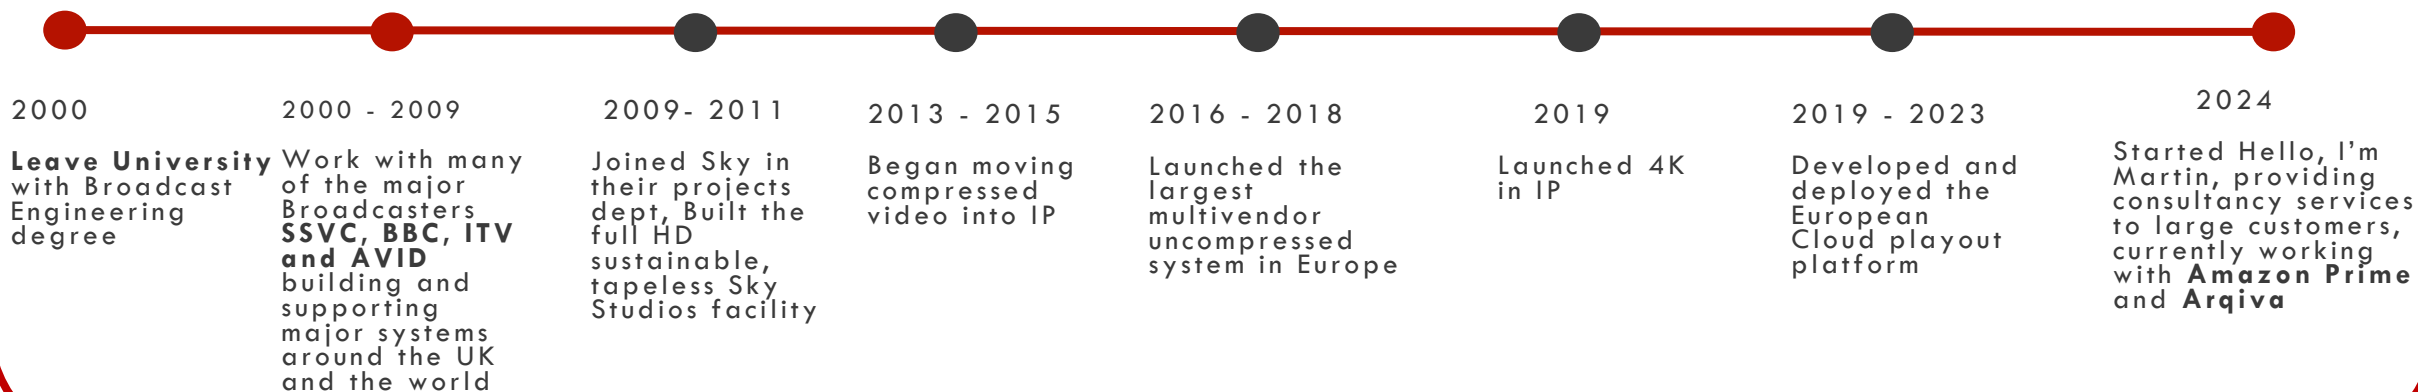 2000
Leave University
with Broadcast
Engineering
degree
2000 - 2009
Work with many
of the major
Broadcasters
SSVC, BBC, ITV
and AVID
building and
supporting
major systems
around the UK
and the world
2009- 2011
Joined Sky in
their projects
dept, Built the
full HD
sustainable,
tapeless Sky
Studios facility
2013 - 2015
Began moving
compressed
video into IP
2016 - 2018
Launched the
largest
multivendor
uncompressed
system in Europe
2019
Launched 4K
in IP
2019 - 2023
Developed and
deployed the
European
Cloud playout
platform
2024
Started Hello, I’m
Martin, providing
consultancy services
to large customers,
currently working
with Amazon Prime
and Arqiva